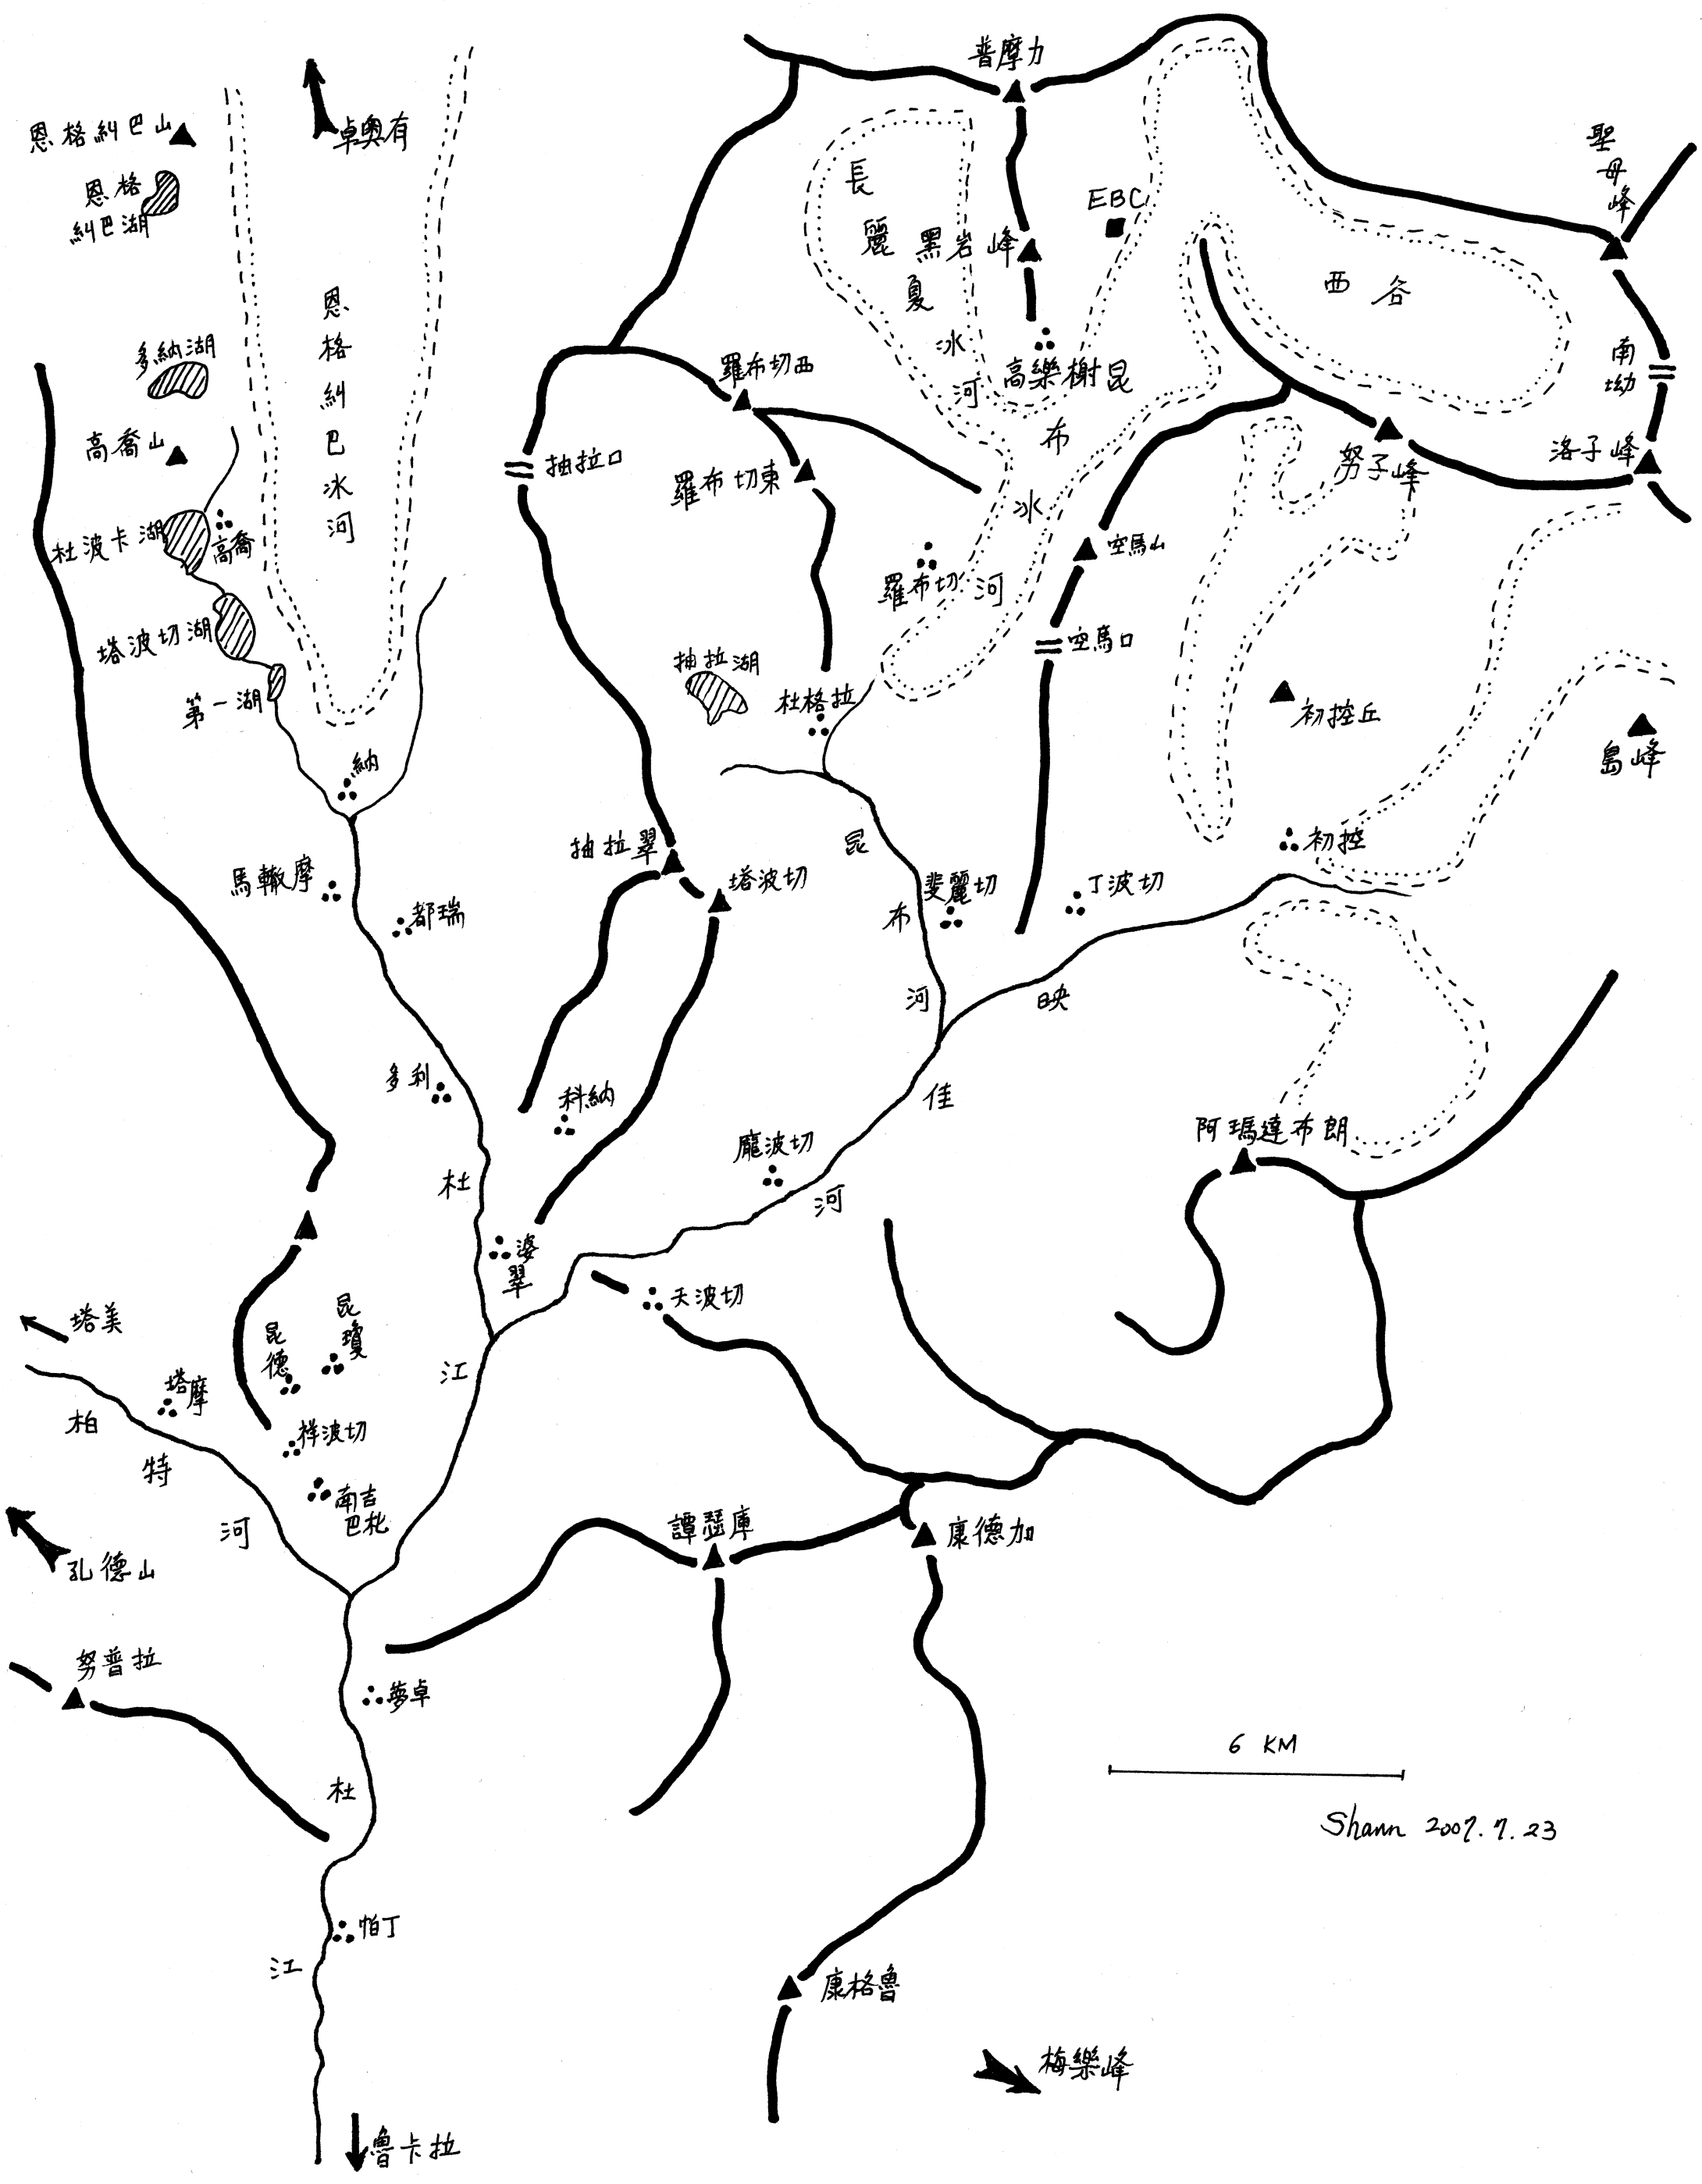 普摩力
卓奧有
恩格糾巴山
恩格
糾巴湖
聖母峰
長麗夏冰河
EBC
黑岩峰
西谷
恩格糾巴冰河
多納湖
羅布切西
高樂榭昆
南坳
高喬山
抽拉口
羅布切東
昆布冰河
努子峰
洛子峰
杜波卡湖
高喬
羅布切
空馬山
塔波切湖
空馬口
第一湖
抽拉湖
杜格拉
初控丘
島峰
納
抽拉翠
昆布河
初控
馬轍摩
都瑞
塔波切
斐麗切
丁波切
映佳河
多利
科納
龐波切
阿瑪達布朗
杜江
婆翠
天波切
塔美
昆瓊
昆德
塔摩
柏特河
祥波切
南吉
巴札
孔德山
譚瑟庫
康德加
努普拉
夢卓
6 KM
杜江
Shann 2007.7.23
帕丁
康格魯
梅樂峰
魯卡拉